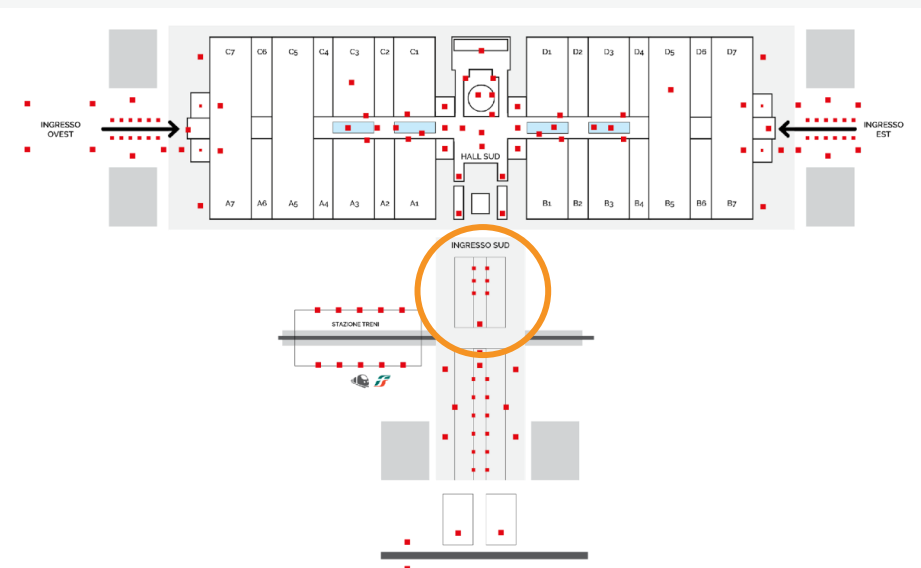 C7 C6 C5 C4 C3 C2 C1
D1 D2 D3 D4 D5 D6 D7
INGRESSO
OVEST
INGRESSO
EST
HALL SUD
A7 A6 A5 A4 A3 A2 A1
B1 B2 B3 B4 B5 B6 B7
INGRESSO SUD
STAZIONE TRENI